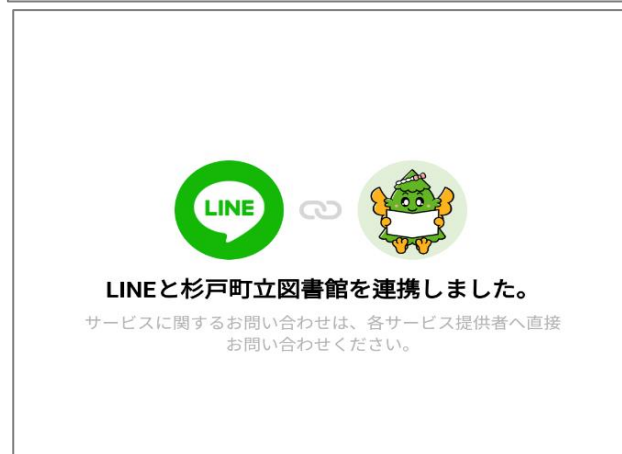 LINE
LINEと杉戸町立図書館を連携しました。
サービスに関するお問い合わせは、各サービス提供者へ直接
お問い合わせください。